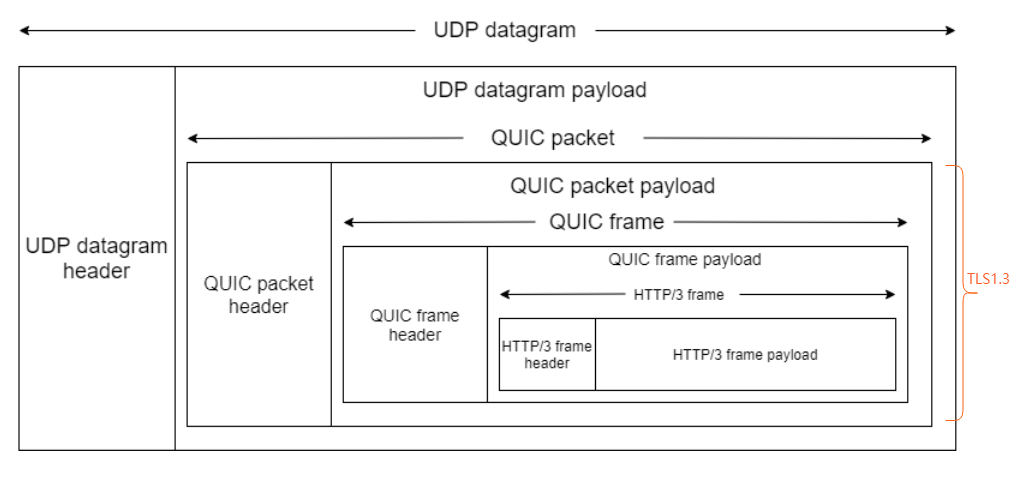 UDP datagram
UDP datagram payload
QUIC packet
QUIC packet payload
QUIC frame
UDP datagram
header
QUIC packet
header
QUIC frame
header
QUIC frame payload
HTTP/3 frame
HTTP/3 frame
header
HTTP/3 frame payload
TLS1.3